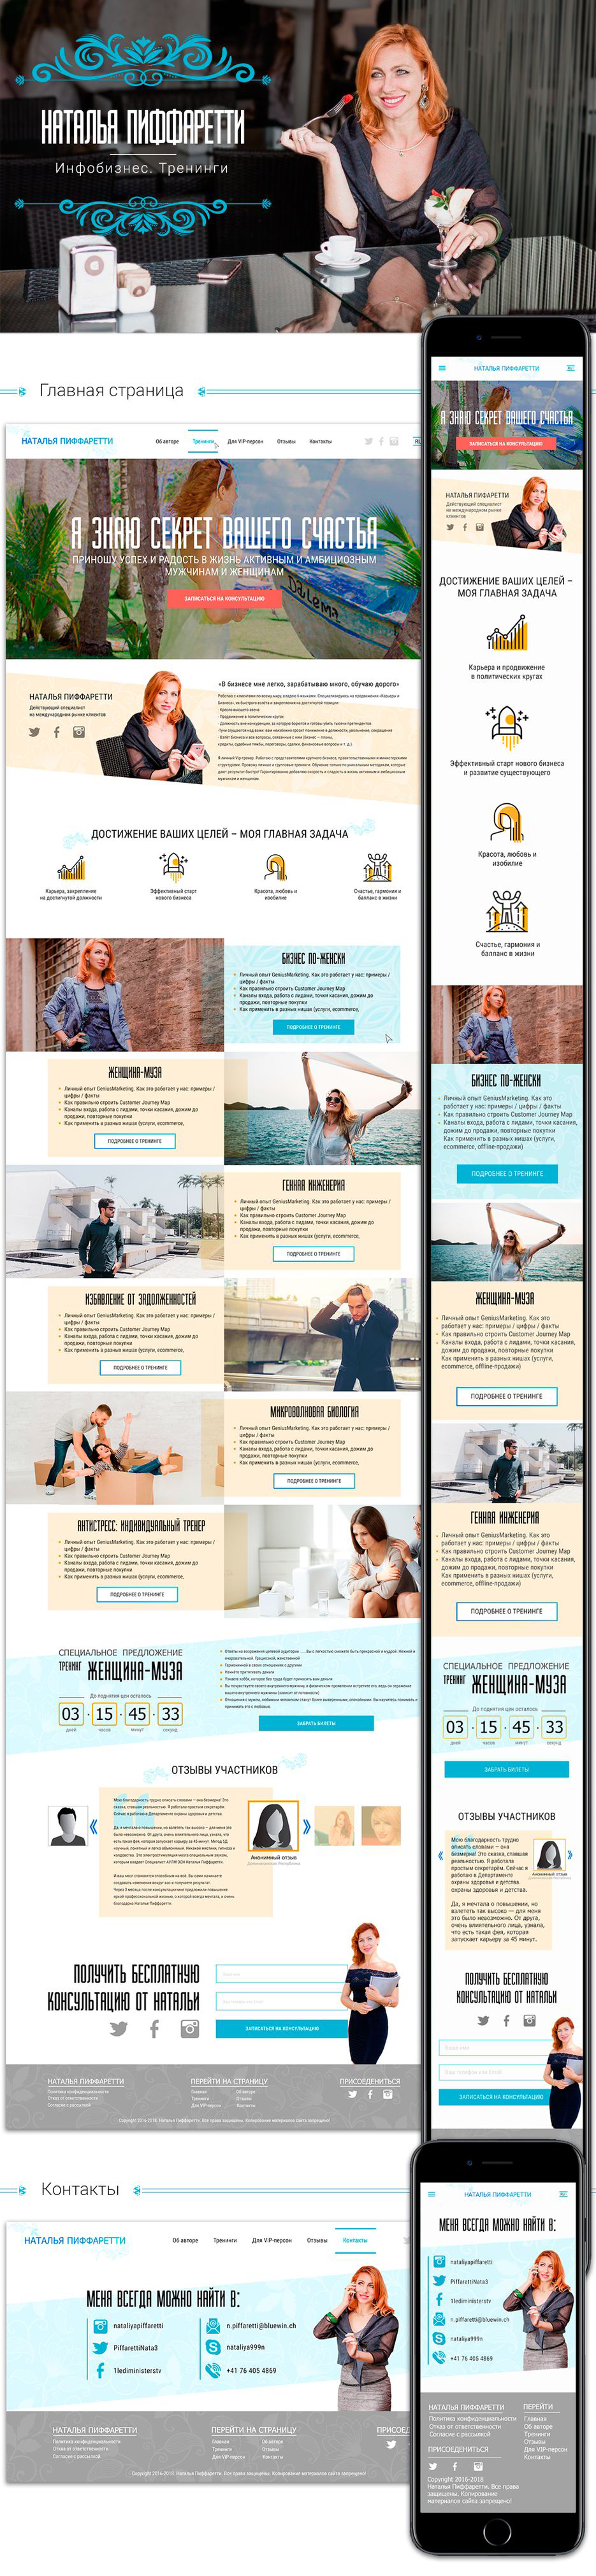 НАТАЛЬЯ ПИФФАРЕТТИ
Инфобизнес. Тренинги
Главная страница
НАТАЛЬЯ ПИФФАРЕТТИ
Об авторе Тренинги Для VIP-персон Отзывы Контакты
Я ЗНАЮ СЕКРЕТ ВАШЕГО СЧАСТЬЯ
ПРИНОШУ УСПЕХ И РАДОСТЬ В ЖИЗНЬ АКТИВНЫМ И АМБИЦИОЗНЫМ
МУЖЧИНАМ И ЖЕНЩИНАМ
ЗАПИСАТЬСЯ НА КОНСУЛЬТАЦИЮ
НАТАЛЬЯ ПИФФАРЕТТИ
Действующий специалист
на международном рынке клиентов
«В бизнесе мне легко, зарабатываю много, обучаю дорого»
ДОСТИЖЕНИЕ ВАШИХ ЦЕЛЕЙ – МОЯ ГЛАВНАЯ ЗАДАЧА
Карьера, закрепление
на достигнутой должности
Эффективный старт
нового бизнеса
Красота, любовь и
изобилие
Счастье, гармония и
балланс в жизни
БИЗНЕС ПО-ЖЕНСКИ
Личный опыт GeniusMarketing. Как это работает у нас: примеры /
цифры / факты
Как правильно строить Customer Journey Map
Каналы входа, работа с лидами, точки касания, дожим до
продажи, повторные покупки
Как применить в разных нишах (услуги, ecommerce,
ПОДРОБНЕЕ О ТРЕНИНГЕ
ЖЕНЩИНА-МУЗА
Личный опыт GeniusMarketing. Как это работает у нас: примеры /
цифры / факты
Как правильно строить Customer Journey Map
Каналы входа, работа с лидами, точки касания, дожим до
продажи, повторные покупки
Как применить в разных нишах (услуги, ecommerce,
ПОДРОБНЕЕ О ТРЕНИНГЕ
ГЕННАЯ ИНЖЕНЕРИЯ
Личный опыт GeniusMarketing. Как это работает у нас: примеры /
цифры / факты
Как правильно строить Customer Journey Map
Каналы входа, работа с лидами, точки касания, дожим до
продажи, повторные покупки
Как применить в разных нишах (услуги, ecommerce,
ПОДРОБНЕЕ О ТРЕНИНГЕ
ИЗБАВЛЕНИЕ ОТ ЗАДОЛЖЕННОСТЕЙ
Личный опыт GeniusMarketing. Как это работает у нас: примеры /
цифры / факты
Как правильно строить Customer Journey Map
Каналы входа, работа с лидами, точки касания, дожим до
продажи, повторные покупки
Как применить в разных нишах (услуги, ecommerce,
ПОДРОБНЕЕ О ТРЕНИНГЕ
МИКРОВОЛНОВАЯ БИОЛОГИЯ
Личный опыт GeniusMarketing. Как это работает у нас: примеры /
цифры / факты
Как правильно строить Customer Journey Map
Каналы входа, работа с лидами, точки касания, дожим до
продажи, повторные покупки
Как применить в разных нишах (услуги, ecommerce,
ПОДРОБНЕЕ О ТРЕНИНГЕ
АНТИСТРЕСС: ИНДИВИДУАЛЬНЫЙ ТРЕНЕР
Личный опыт GeniusMarketing. Как это работает у нас: примеры /
цифры / факты
Как правильно строить Customer Journey Map
Каналы входа, работа с лидами, точки касания, дожим до
продажи, повторные покупки
Как применить в разных нишах (услуги, ecommerce,
ПОДРОБНЕЕ О ТРЕНИНГЕ
СПЕЦИАЛЬНОЕ ПРЕДЛОЖЕНИЕ
ТРЕНИНГ ЖЕНЩИНА-МУЗА
До поднятия цен осталось
03 15 45 33
дней часов минут секунд
ЗАБРАТЬ БИЛЕТЫ
ОТЗЫВЫ УЧАСТНИКОВ
Анонимный отзыв
ПОЛУЧИТЬ БЕСПЛАТНУЮ
КОНСУЛЬТАЦИЮ ОТ НАТАЛЬИ
ЗАПИСАТЬСЯ НА КОНСУЛЬТАЦИЮ
НАТАЛЬЯ ПИФФАРЕТТИ
Политика конфиденциальности
Отказ от ответственности
Согласие с рассылкой
ПЕРЕЙТИ НА СТРАНИЦУ
Главная Об авторе
Тренинги Отзывы
Для VIP-персон Контакты
ПРИСОЕДИНИТЬСЯ
Copyright 2016-2018. Наталья Пиффаретти. Все права защищены. Копирование материалов сайта запрещено!
НАТАЛЬЯ ПИФФАРЕТТИ
Я ЗНАЮ СЕКРЕТ ВАШЕГО СЧАСТЬЯ
ЗАПИСАТЬСЯ НА КОНСУЛЬТАЦИЮ
НАТАЛЬЯ ПИФАРЕТТИ
Действующий специалист
на международном рынке
клиентов
ДОСТИЖЕНИЕ ВАШИХ ЦЕЛЕЙ –
МОЯ ГЛАВНАЯ ЗАДАЧА
Карьера и продвижение
в политических кругах
Эффективный старт нового бизнеса
и развитие существующего
Красота, любовь и
изобилие
Счастье, гармония и
балланс в жизни
БИЗНЕС ПО-ЖЕНСКИ
Личный опыт GeniusMarketing. Как это
работает у нас: примеры / цифры / факты
Как правильно строить Customer Journey Map
Каналы входа, работа с лидами, точки касания,
дожим до продажи, повторные покупки
Как применить в разных нишах (услуги,
ecommerce, offline-продажи)
ПОДРОБНЕЕ О ТРЕНИНГЕ
ЖЕНЩИНА-МУЗА
Личный опыт GeniusMarketing. Как это
работает у нас: примеры / цифры / факты
Как правильно строить Customer Journey Map
Каналы входа, работа с лидами, точки касания,
дожим до продажи, повторные покупки
Как применить в разных нишах (услуги,
ecommerce, offline-продажи)
ПОДРОБНЕЕ О ТРЕНИНГЕ
ГЕННАЯ ИНЖЕНЕРИЯ
Личный опыт GeniusMarketing. Как это
работает у нас: примеры / цифры / факты
Как правильно строить Customer Journey Map
Каналы входа, работа с лидами, точки касания,
дожим до продажи, повторные покупки
Как применить в разных нишах (услуги,
ecommerce, offline-продажи)
ПОДРОБНЕЕ О ТРЕНИНГЕ
СПЕЦИАЛЬНОЕ ПРЕДЛОЖЕНИЕ
ТРЕНИНГ ЖЕНЩИНА-МУЗА
До поднятия цен осталось
03 15 45 33
дней часов минут секунд
ЗАБРАТЬ БИЛЕТЫ
ОТЗЫВЫ УЧАСТНИКОВ
Мою благодарность трудно
описать словами — она
безмерна! Это сказка, ставшая
реальностью. Я работала
простым секретарём. Сейчас я
работаю в Департаменте
охраны здоровья и детства.
охраны здоровья и детства.
Да, я мечтала о повышении, но
взлететь так высоко — для меня
это было невозможно. От друга,
очень влиятельного лица, узнала,
что есть такая фея, которая
запускает карьеру за 45 минут.
Анонимный отзыв
ПОЛУЧИТЬ БЕСПЛАТНУЮ
КОНСУЛЬТАЦИЮ ОТ НАТАЛЬИ
Ваше имя
Ваш телефон или Email
ЗАПИСАТЬСЯ НА КОНСУЛЬТАЦИЮ
Контакты
НАТАЛЬЯ ПИФФАРЕТТИ
Об авторе Тренинги Для VIP-персон Отзывы Контакты
МЕНЯ ВСЕГДА МОЖНО НАЙТИ В:
nataliyapiffaretti
PiffarettiNata3
1lediministerstv
n.piffaretti@bluewin.ch
nataliya999n
+41 76 405 4869
НАТАЛЬЯ ПИФФАРЕТТИ
Политика конфиденциальности
Отказ от ответственности
Согласие с рассылкой
ПЕРЕЙТИ НА СТРАНИЦУ
Главная Об авторе
Тренинги Отзывы
Для VIP-персон Контакты
ПРИСОЕД
Copyright 2016-2018. Наталья Пиффаретти. Все права защищены. Копирование материалов сайта запрещено!
НАТАЛЬЯ ПИФФАРЕТТИ
МЕНЯ ВСЕГДА МОЖНО НАЙТИ В:
nataliyapiffaretti
PiffarettiNata3
1lediministerstv
n.piffaretti@bluewin.ch
nataliya999n
+41 76 405 4869
НАТАЛЬЯ ПИФФАРЕТТИ
Политика конфиденциальности
Отказ от ответственности
Согласие с рассылкой
ПЕРЕЙТИ
Главная
Об авторе
Тренинги
Отзывы
Для VIP-персон
Контакты
ПРИСОЕДИНИТЬСЯ
Copyright 2016-2018
Наталья Пиффаретти. Все права
защищены. Копирование
материалов сайта запрещено!